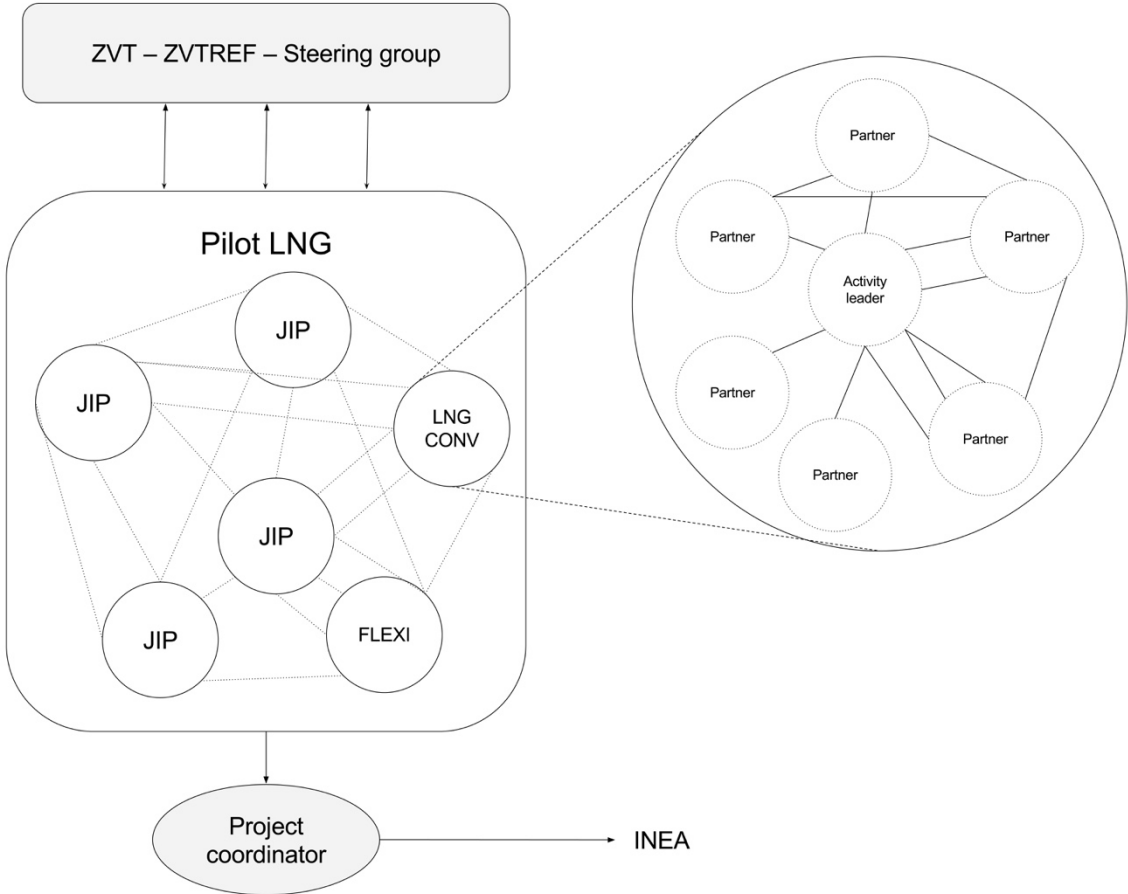 ZVT – ZVTREF – Steering group
Pilot LNG
JIP
JIP
LNG
CONV
JIP
JIP
FLEXI
Partner
Partner
Partner
Activity
leader
Partner
Partner
Partner
Project
coordinator
INEA